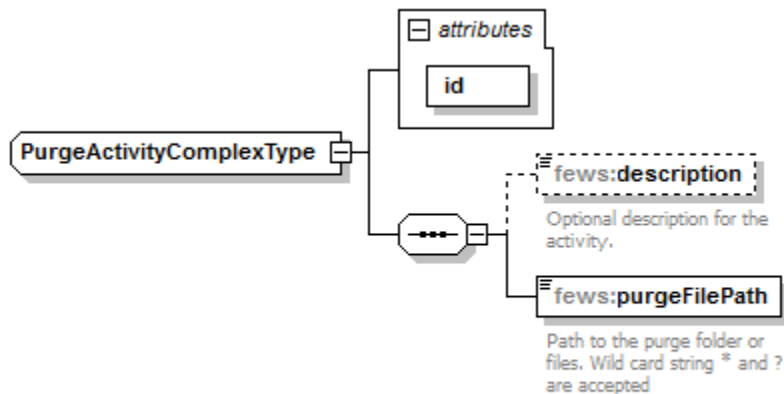 attributes
id
PurgeActivityComplexType
fews:description
Optional description for the
activity.
fews:purgeFilePath
Path to the purge folder or
files. Wild card string * and ?
are accepted